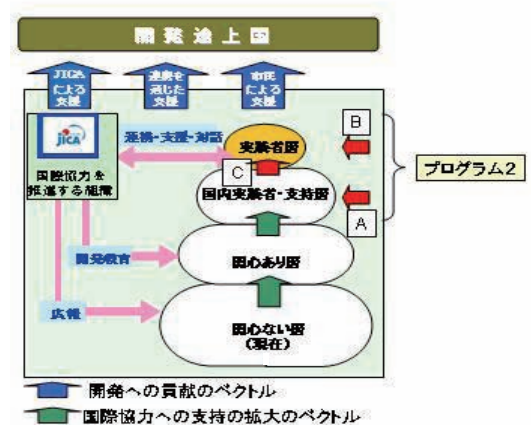 開発途上国
JICA
による
支援
連携を
通じた
支援
市民
による
支援
JICA
国際協力を
推進する組織
連携・支援・対話
実践者層
B
C
国内実践者・支持層
A
プログラム2
開発教育
関心あり層
広報
関心ない層
(現在)
開発への貢献のベクトル
国際協力への支持の拡大のベクトル